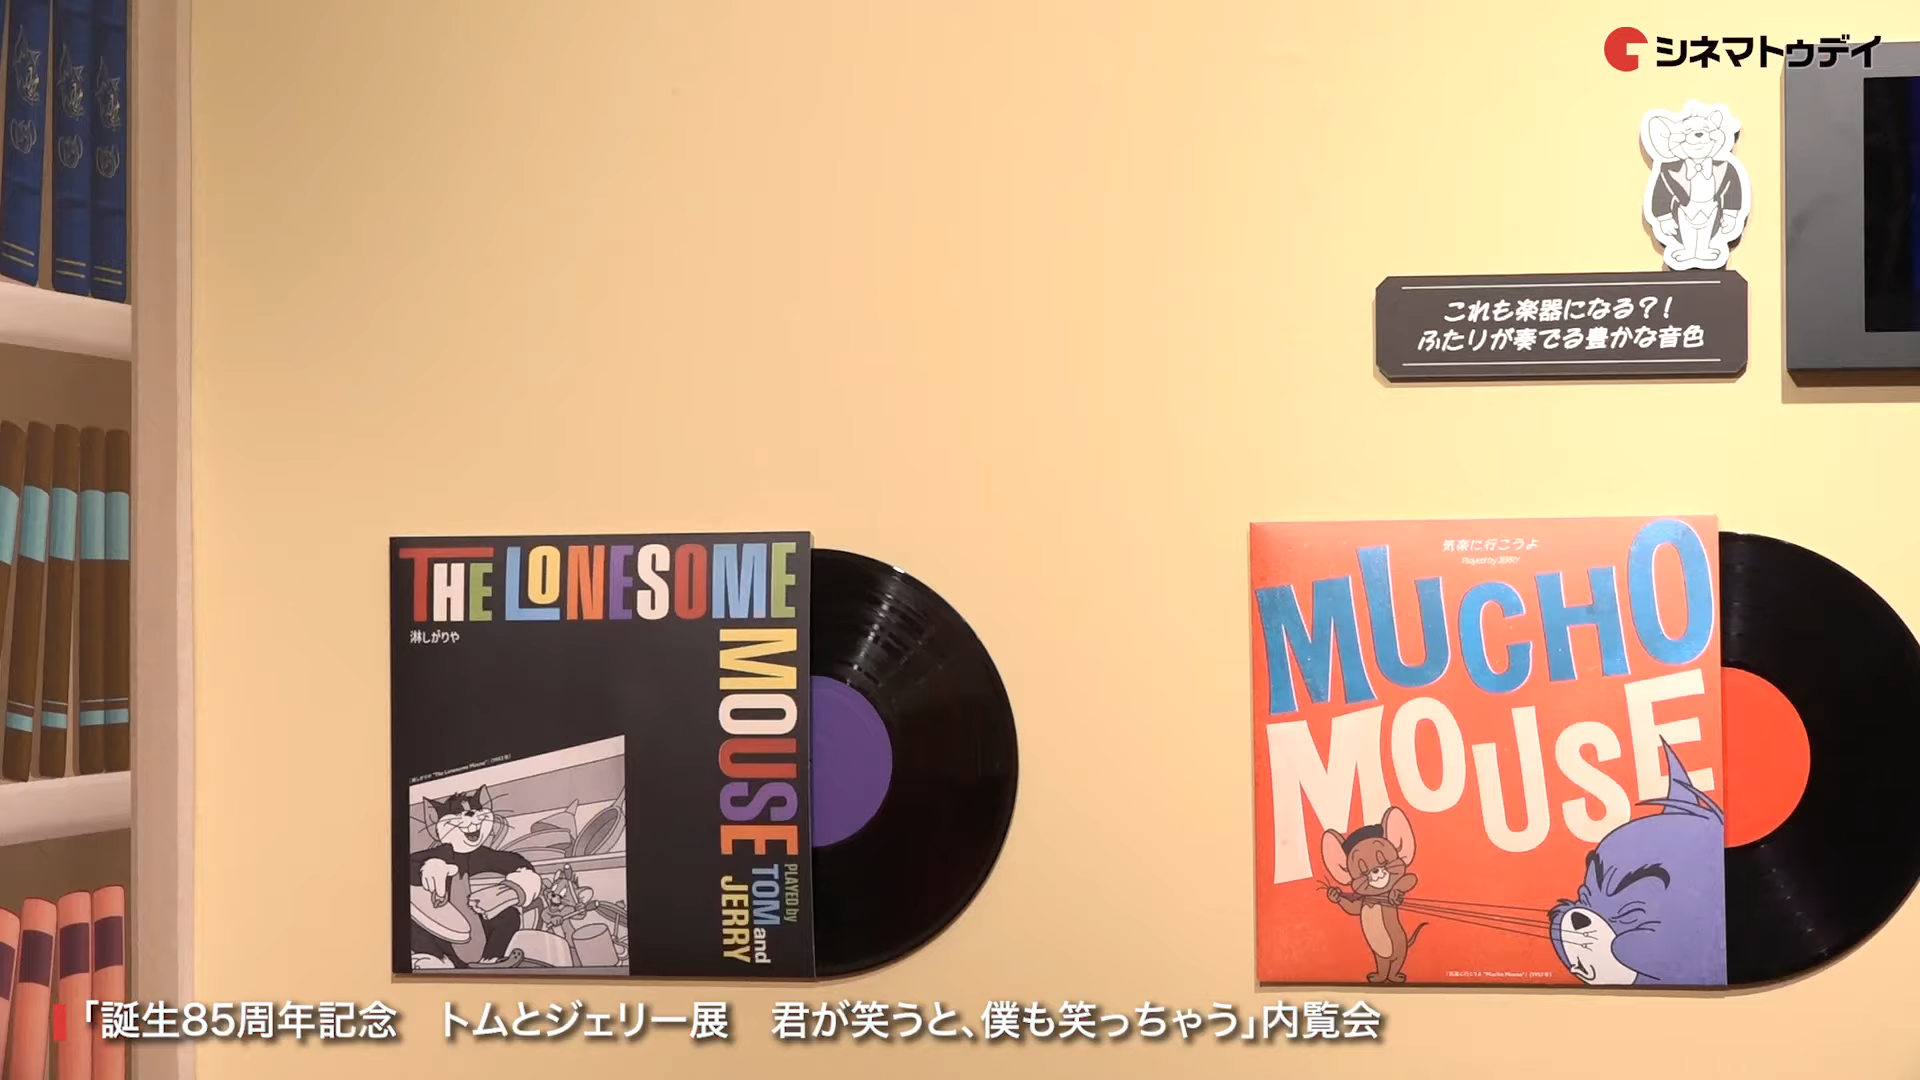 シネマトゥデイ
これも楽器になる？！
ふたりが奏でる豊かな音色
THE LONESOME
MOUSE
淋しがりや
PLAYED by
TOM and
JERRY
気楽に行こうよ
Played by JERRY
MUCHO
MOUSE
「誕生85周年記念　トムとジェリー展　君が笑うと、僕も笑っちゃう」内覧会